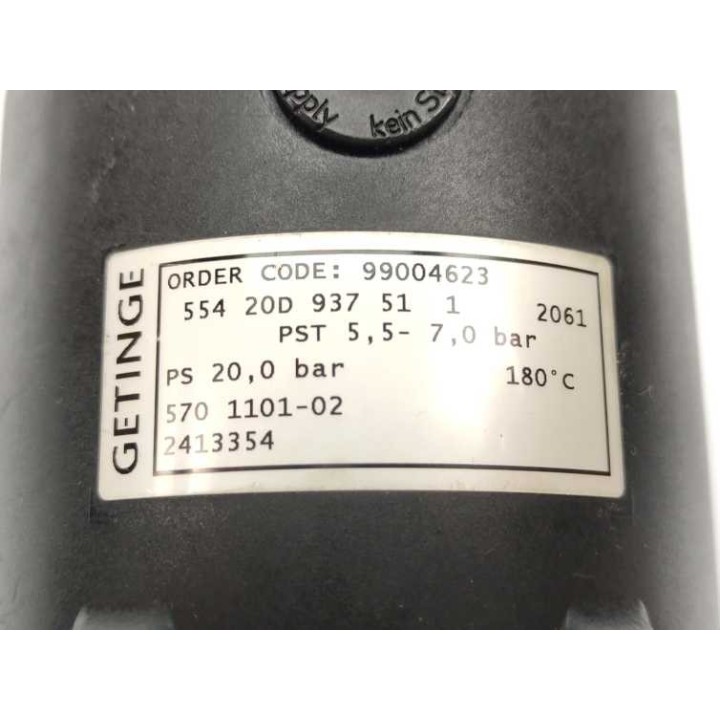 pply kein
GETINGE
ORDER CODE: 99004623
554 20D 937 51 1 2061
PST 5,5- 7,0 bar
PS 20,0 bar 180°C
570 1101-02
2413354